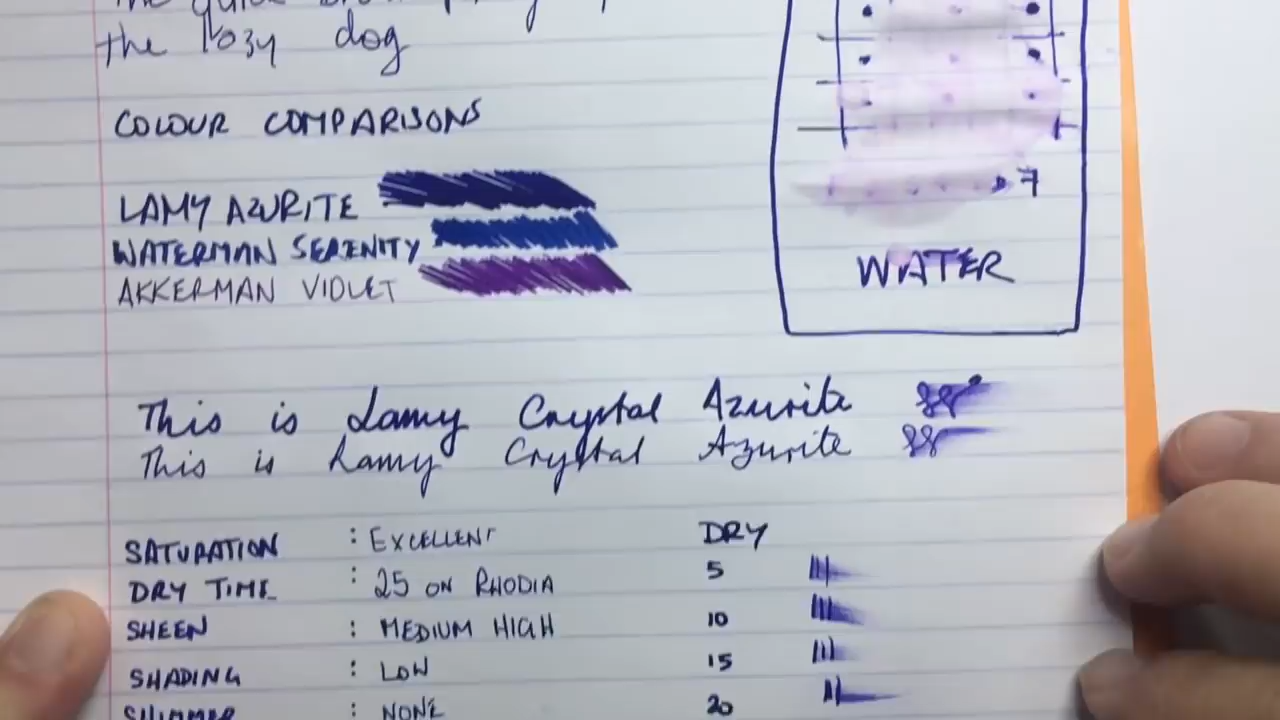 the lazy dog
COLOUR COMPARISONS
LAMY AZURITE
WATERMAN SERENITY
AKKERMAN VIOLET
7
WATER
This is Lamy Crystal Azurite
This is Lamy Crystal Azurite
SATURATION : EXCELLENT
DRY TIME : 25 ON RHODIA
SHEEN : MEDIUM HIGH
SHADING : LOW
SHIMMER : NONE
DRY
5
10
15
20